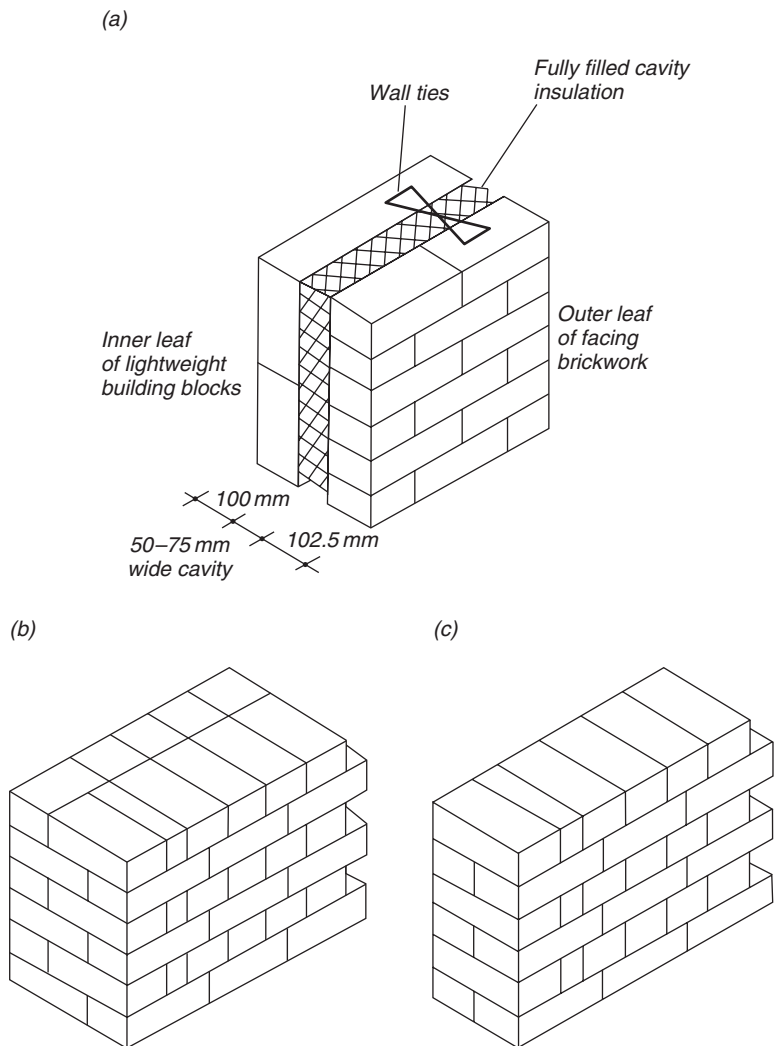 (a)
Wall ties
Fully filled cavity
insulation
Inner leaf
of lightweight
building blocks
Outer leaf
of facing
brickwork
100 mm
50–75 mm
wide cavity
102.5 mm
(b)
(c)